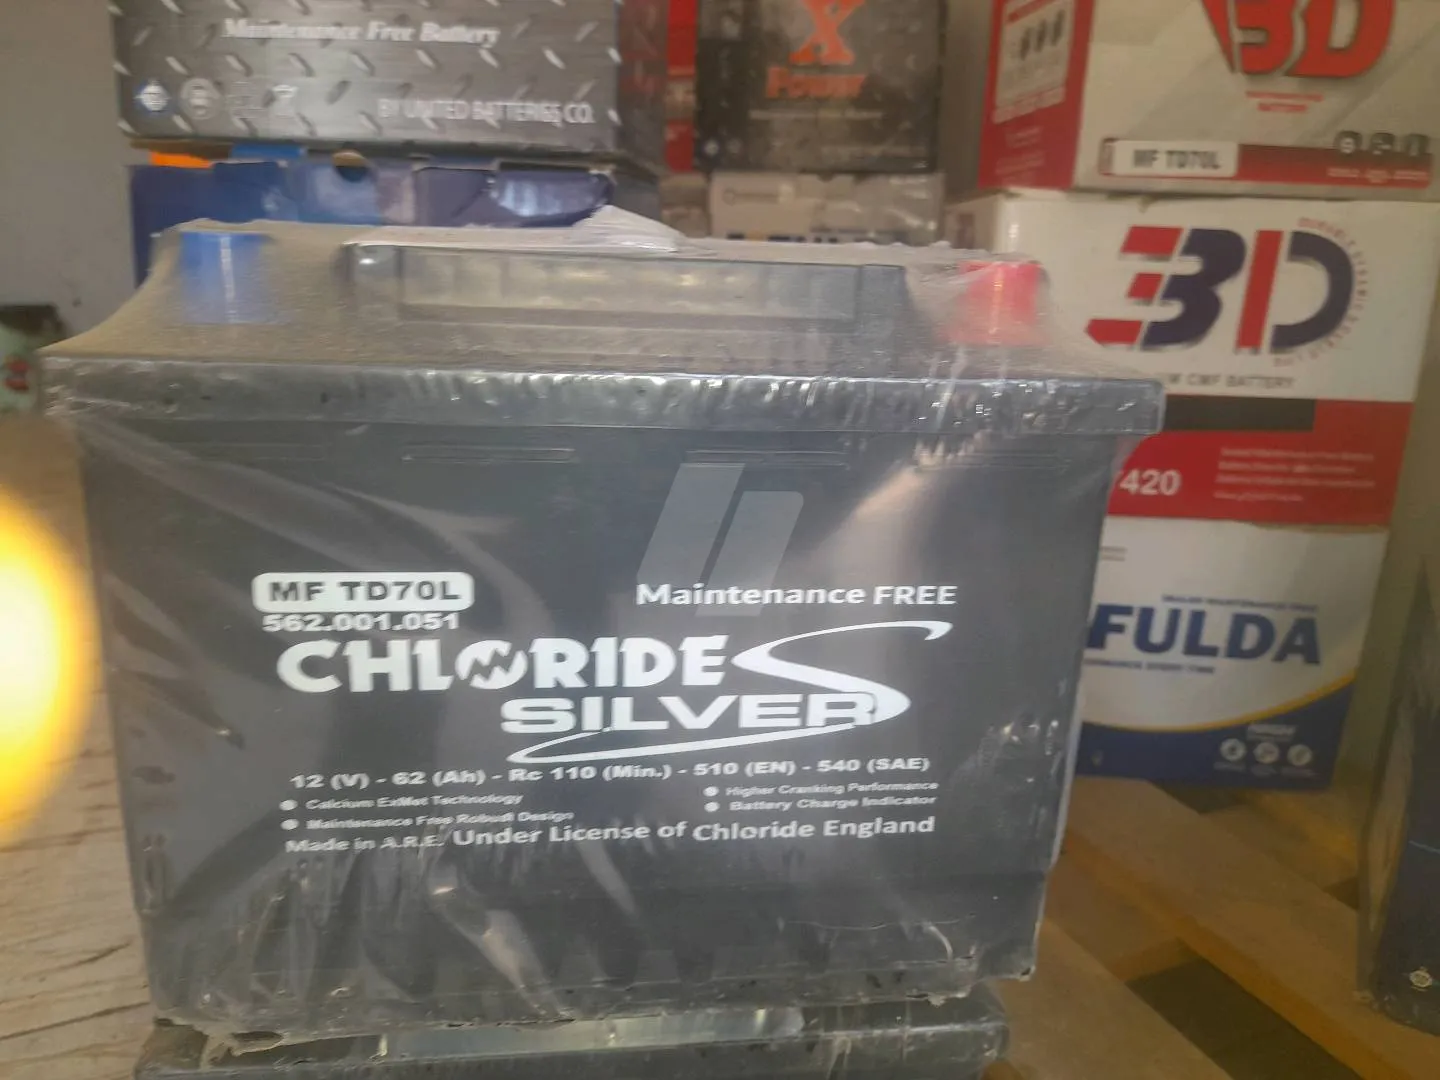 Maintenance Free Battery
BY UNITED BATTERIES CO.
X
Power
3D
MF TD70L
3D
CMF BATTERY
420
FULDA
MF TD70L
562.001.051
Maintenance FREE
CHLORIDE
SILVER
12 (V) - 62 (Ah) - Rc 110 (Min.) - 510 (EN) - 540 (SAE)
Calcium ExMet Technology
Maintenance Free Robust Design
Higher Cranking Performance
Battery Charge Indicator
Made in A.R.E. Under License of Chloride England